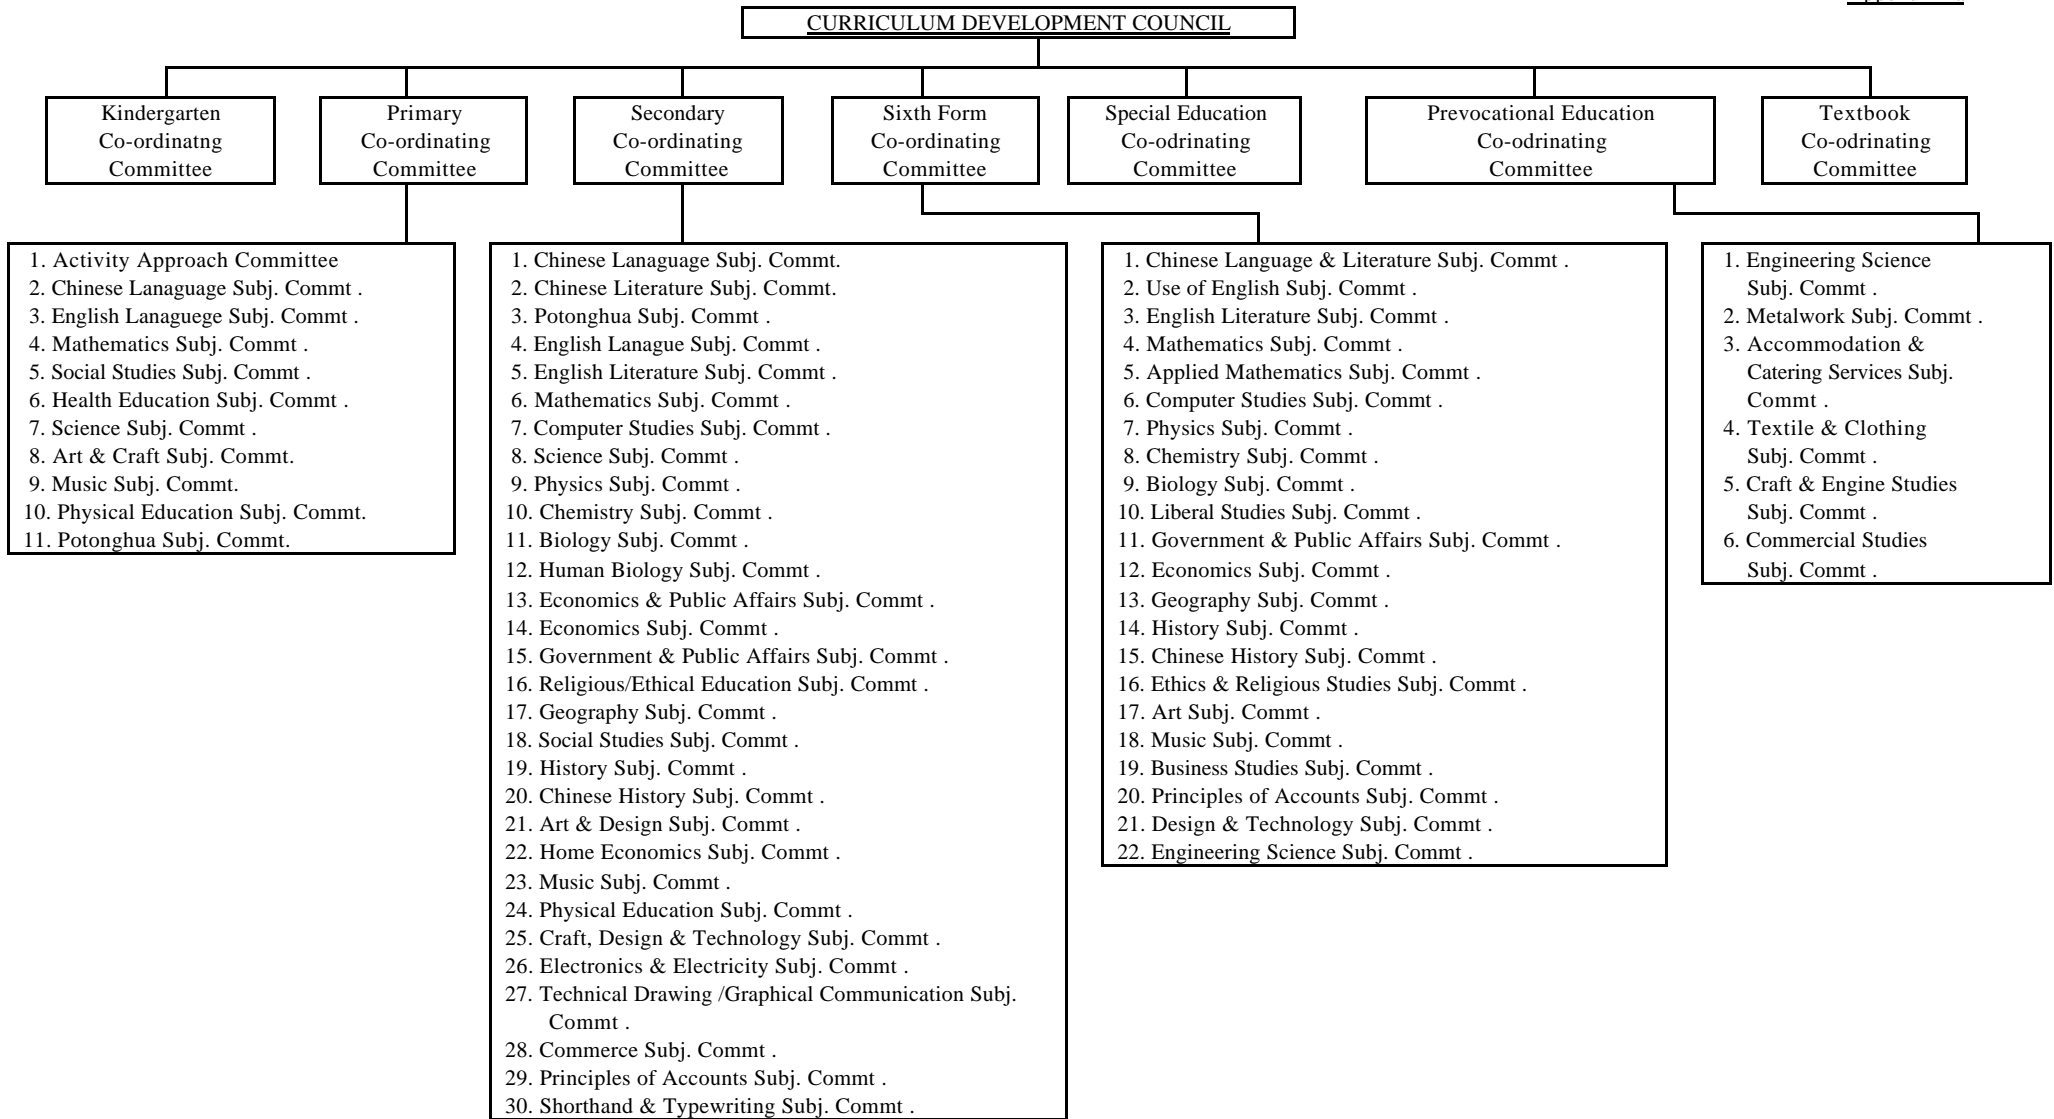 CURRICULUM DEVELOPMENT COUNCIL
Kindergarten
Co-ordinatng
Committee
Primary
Co-ordinating
Committee
Secondary
Co-ordinating
Committee
Sixth Form
Co-ordinating
Committee
Special Education
Co-odrinating
Committee
Prevocational Education
Co-odrinating
Committee
Textbook
Co-odrinating
Committee
1. Activity Approach Committee
2. Chinese Lanaguage Subj. Commt .
3. English Lanaguege Subj. Commt .
4. Mathematics Subj. Commt .
5. Social Studies Subj. Commt .
6. Health Education Subj. Commt .
7. Science Subj. Commt .
8. Art & Craft Subj. Commt.
9. Music Subj. Commt.
10. Physical Education Subj. Commt.
11. Potonghua Subj. Commt.
1. Chinese Lanaguage Subj. Commt.
2. Chinese Literature Subj. Commt.
3. Potonghua Subj. Commt .
4. English Lanague Subj. Commt .
5. English Literature Subj. Commt .
6. Mathematics Subj. Commt .
7. Computer Studies Subj. Commt .
8. Science Subj. Commt .
9. Physics Subj. Commt .
10. Chemistry Subj. Commt .
11. Biology Subj. Commt .
12. Human Biology Subj. Commt .
13. Economics & Public Affairs Subj. Commt .
14. Economics Subj. Commt .
15. Government & Public Affairs Subj. Commt .
16. Religious/Ethical Education Subj. Commt .
17. Geography Subj. Commt .
18. Social Studies Subj. Commt .
19. History Subj. Commt .
20. Chinese History Subj. Commt .
21. Art & Design Subj. Commt .
22. Home Economics Subj. Commt .
23. Music Subj. Commt .
24. Physical Education Subj. Commt .
25. Craft, Design & Technology Subj. Commt .
26. Electronics & Electricity Subj. Commt .
27. Technical Drawing /Graphical Communication Subj.
Commt .
28. Commerce Subj. Commt .
29. Principles of Accounts Subj. Commt .
30. Shorthand & Typewriting Subj. Commt .
1. Chinese Language & Literature Subj. Commt .
2. Use of English Subj. Commt .
3. English Literature Subj. Commt .
4. Mathematics Subj. Commt .
5. Applied Mathematics Subj. Commt .
6. Computer Studies Subj. Commt .
7. Physics Subj. Commt .
8. Chemistry Subj. Commt .
9. Biology Subj. Commt .
10. Liberal Studies Subj. Commt .
11. Government & Public Affairs Subj. Commt .
12. Economics Subj. Commt .
13. Geography Subj. Commt .
14. History Subj. Commt .
15. Chinese History Subj. Commt .
16. Ethics & Religious Studies Subj. Commt .
17. Art Subj. Commt .
18. Music Subj. Commt .
19. Business Studies Subj. Commt .
20. Principles of Accounts Subj. Commt .
21. Design & Technology Subj. Commt .
22. Engineering Science Subj. Commt .
1. Engineering Science
Subj. Commt .
2. Metalwork Subj. Commt .
3. Accommodation &
Catering Services Subj.
Commt .
4. Textile & Clothing
Subj. Commt .
5. Craft & Engine Studies
Subj. Commt .
6. Commercial Studies
Subj. Commt .